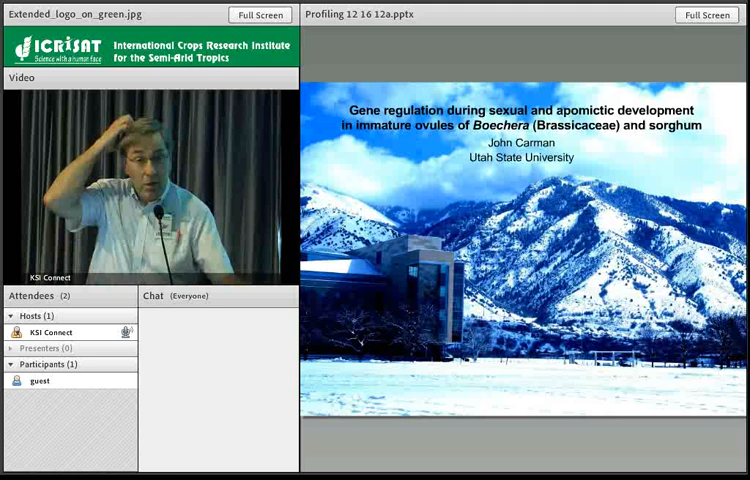 Extended_logo_on_green.jpg
Full Screen
ICRISAT
Science with a human face
International Crops Research Institute
for the Semi-Arid Tropics
Video
KSI Connect
Attendees (2)
Hosts (1)
KSI Connect
Presenters (0)
Participants (1)
guest
Chat (Everyone)
Profiling 12 16 12a.pptx
Full Screen
Gene regulation during sexual and apomictic development
in immature ovules of Boechera (Brassicaceae) and sorghum
John Carman
Utah State University